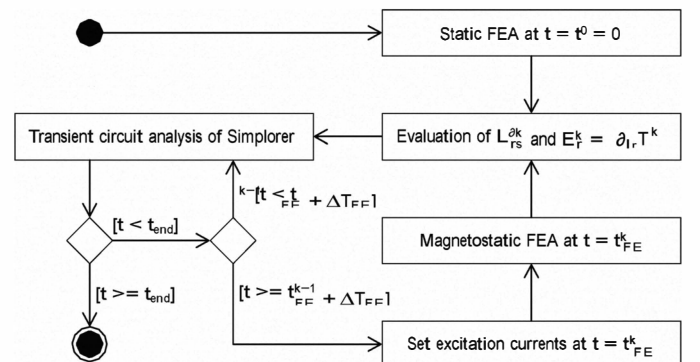 Static FEA at t = t⁰ = 0
Transient circuit analysis of Simplorer
Evaluation of L_rs^∂k and E_r^k = ∂_Ir T^k
k−[t < t_FE + ΔT_FE]
[t < t_end]
Magnetostatic FEA at t = t_FE^k
[t >= t_end]
[t >= t_FE^k−1 + ΔT_FE]
Set excitation currents at t = t_FE^k